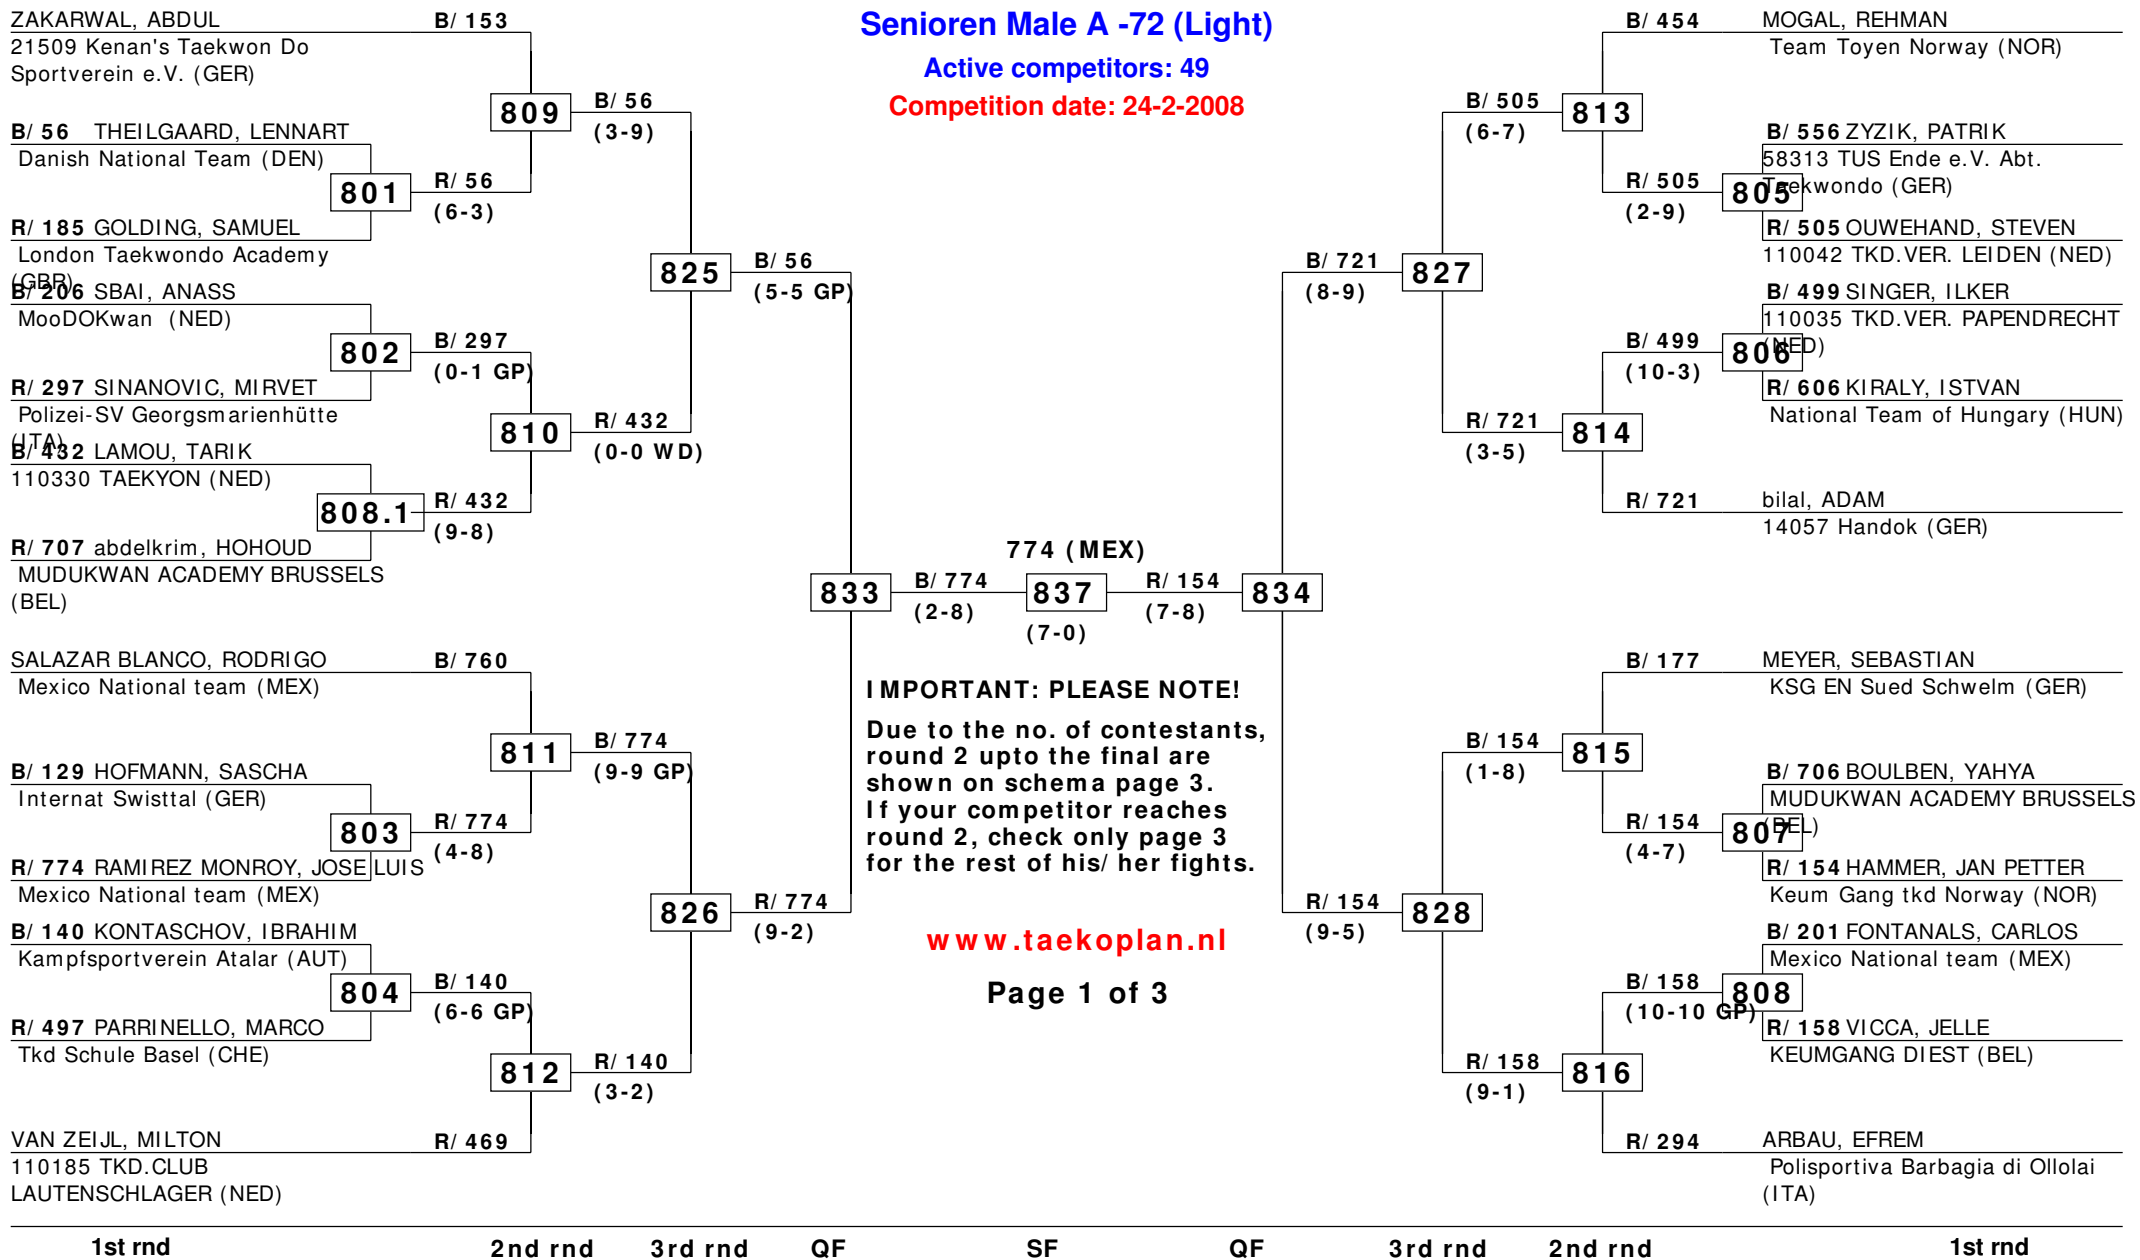 Senioren Male A -72 (Light)
Active competitors: 49
Competition date: 24-2-2008
ZAKARWAL, ABDUL B/ 153
21509 Kenan's Taekwon Do
Sportverein e.V. (GER)
809
B/ 56
(3-9)
B/ 56 THEILGAARD, LENNART
Danish National Team (DEN)
801
R/ 56
(6-3)
R/ 185 GOLDING, SAMUEL
London Taekwondo Academy
(GBR)
825
B/ 56
(5-5 GP)
B/ 206 SBAI, ANASS
MooDOKwan (NED)
802
B/ 297
(0-1 GP)
R/ 297 SINANOVIC, MIRVET
Polizei-SV Georgsmarienhütte
(ITA)
810
R/ 432
(0-0 WD)
B/ 432 LAMOU, TARIK
110330 TAEKYON (NED)
808.1
R/ 432
(9-8)
R/ 707 abdelkrim, HOHOUD
MUDUKWAN ACADEMY BRUSSELS
(BEL)
833
B/ 774
(2-8)
774 (MEX)
837
(7-0)
R/ 154
(7-8)
834
SALAZAR BLANCO, RODRIGO B/ 760
Mexico National team (MEX)
811
B/ 774
(9-9 GP)
B/ 129 HOFMANN, SASCHA
Internat Swisttal (GER)
803
R/ 774
(4-8)
R/ 774 RAMIREZ MONROY, JOSE LUIS
Mexico National team (MEX)
826
R/ 774
(9-2)
B/ 140 KONTASCHOV, IBRAHIM
Kampfsportverein Atalar (AUT)
804
B/ 140
(6-6 GP)
R/ 497 PARRINELLO, MARCO
Tkd Schule Basel (CHE)
812
R/ 140
(3-2)
VAN ZEIJL, MILTON R/ 469
110185 TKD.CLUB
LAUTENSCHLAGER (NED)
IMPORTANT: PLEASE NOTE!
Due to the no. of contestants,
round 2 upto the final are
shown on schema page 3.
If your competitor reaches
round 2, check only page 3
for the rest of his/ her fights.
www.taekoplan.nl
Page 1 of 3
B/ 454 MOGAL, REHMAN
Team Toyen Norway (NOR)
B/ 505
(6-7)
813
B/ 556 ZYZIK, PATRIK
58313 TUS Ende e.V. Abt.
Taekwondo (GER)
R/ 505
(2-9)
805
R/ 505 OUWEHAND, STEVEN
110042 TKD.VER. LEIDEN (NED)
B/ 721
(8-9)
827
B/ 499 SINGER, ILKER
110035 TKD.VER. PAPENDRECHT
(NED)
B/ 499
(10-3)
806
R/ 606 KIRALY, ISTVAN
National Team of Hungary (HUN)
R/ 721
(3-5)
814
R/ 721 bilal, ADAM
14057 Handok (GER)
B/ 177 MEYER, SEBASTIAN
KSG EN Sued Schwelm (GER)
B/ 154
(1-8)
815
B/ 706 BOULBEN, YAHYA
MUDUKWAN ACADEMY BRUSSELS
(BEL)
R/ 154
(4-7)
807
R/ 154 HAMMER, JAN PETTER
Keum Gang tkd Norway (NOR)
R/ 154
(9-5)
828
B/ 201 FONTANALS, CARLOS
Mexico National team (MEX)
B/ 158
(10-10 GP)
808
R/ 158 VICCA, JELLE
KEUMGANG DIEST (BEL)
R/ 158
(9-1)
816
R/ 294 ARBAU, EFREM
Polisportiva Barbagia di Ollolai
(ITA)
1st rnd 2nd rnd 3rd rnd QF SF QF 3rd rnd 2nd rnd 1st rnd